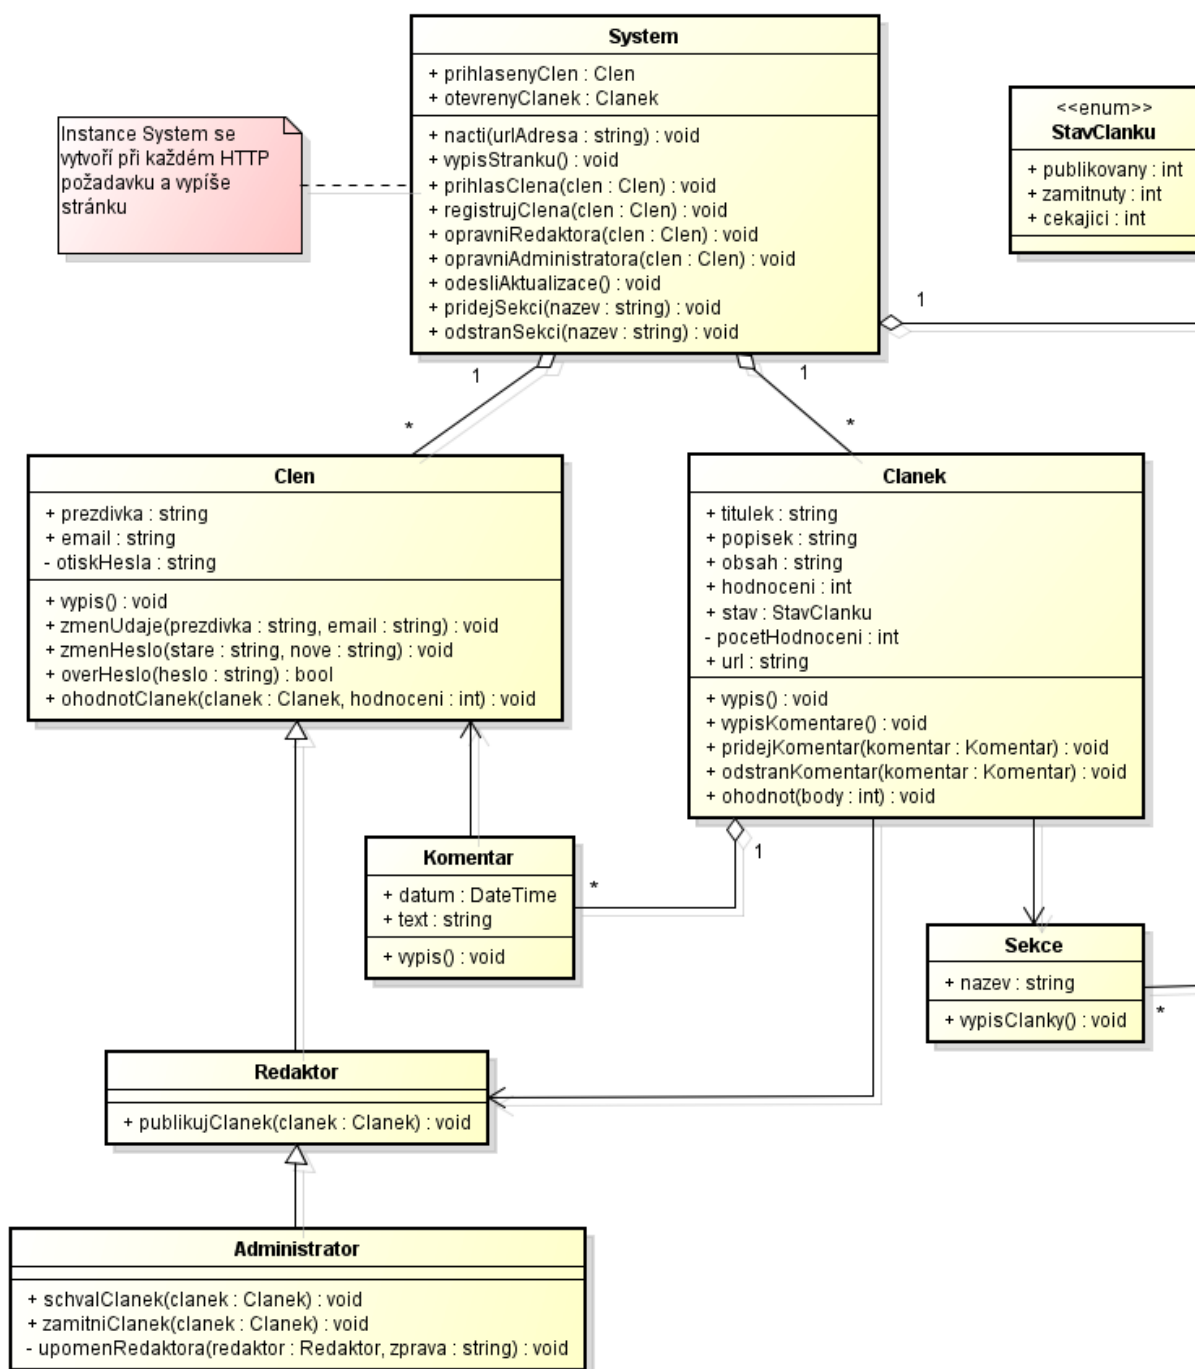 System
+ prihlasenyClen : Clen
+ otevrenyClanek : Clanek
+ nacti(urlAdresa : string) : void
+ vypisStranku() : void
+ prihlasClena(clen : Clen) : void
+ registrujClena(clen : Clen) : void
+ opravniRedaktora(clen : Clen) : void
+ opravniAdministratora(clen : Clen) : void
+ odesliAktualizace() : void
+ pridejSekci(nazev : string) : void
+ odstranSekci(nazev : string) : void
Instance System se
vytvoří při každém HTTP
požadavku a vypíše
stránku
<<enum>>
StavClanku
+ publikovany : int
+ zamitnuty : int
+ cekajici : int
1
1
1
*
*
Clen
+ prezdivka : string
+ email : string
- otiskHesla : string
+ vypis() : void
+ zmenUdaje(prezdivka : string, email : string) : void
+ zmenHeslo(stare : string, nove : string) : void
+ overHeslo(heslo : string) : bool
+ ohodnotClanek(clanek : Clanek, hodnoceni : int) : void
Clanek
+ titulek : string
+ popisek : string
+ obsah : string
+ hodnoceni : int
+ stav : StavClanku
- pocetHodnoceni : int
+ url : string
+ vypis() : void
+ vypisKomentare() : void
+ pridejKomentar(komentar : Komentar) : void
+ odstranKomentar(komentar : Komentar) : void
+ ohodnot(body : int) : void
Komentar
+ datum : DateTime
+ text : string
+ vypis() : void
*
1
Sekce
+ nazev : string
+ vypisClanky() : void
*
Redaktor
+ publikujClanek(clanek : Clanek) : void
Administrator
+ schvalClanek(clanek : Clanek) : void
+ zamitniClanek(clanek : Clanek) : void
- upomenRedaktora(redaktor : Redaktor, zprava : string) : void